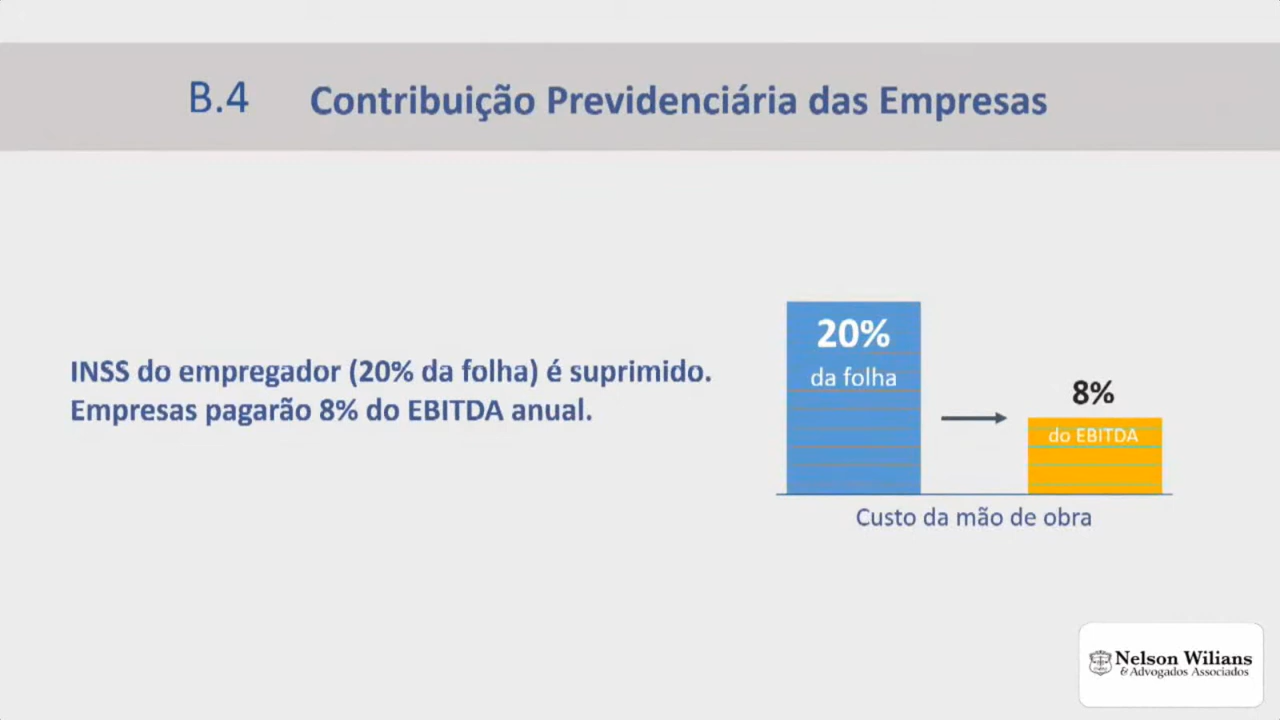 B.4 Contribuição Previdenciária das Empresas
INSS do empregador (20% da folha) é suprimido.
Empresas pagarão 8% do EBITDA anual.
20%
da folha
8%
do EBITDA
Custo da mão de obra
Nelson Wilians
& Advogados Associados